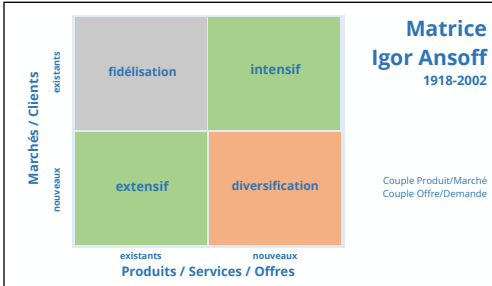 Matrice
Igor Ansoff
1918-2002
Marchés / Clients
existants
nouveaux
fidélisation
intensif
extensif
diversification
Couple Produit/Marché
Couple Offre/Demande
existants
nouveaux
Produits / Services / Offres